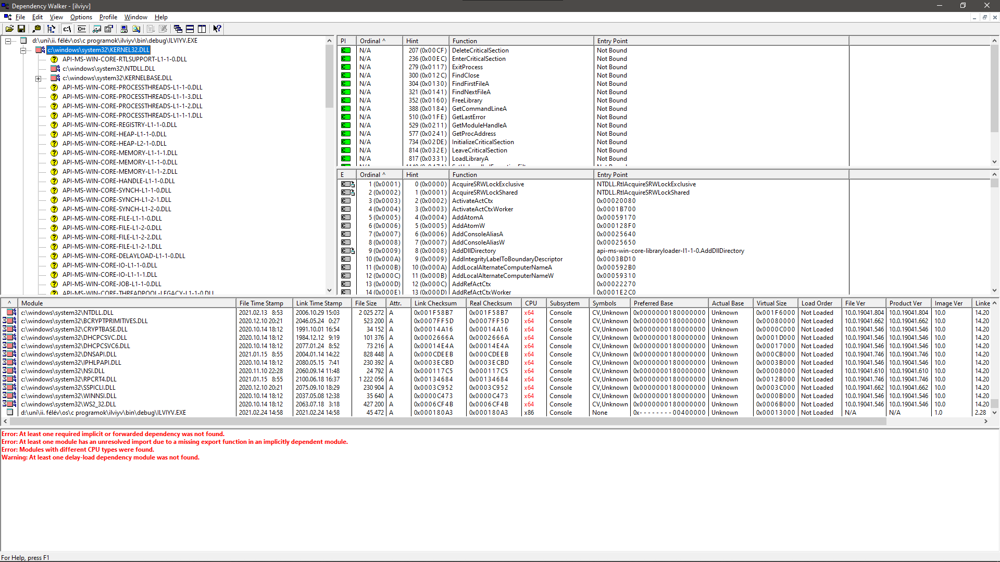 Dependency Walker - [ilviyv]
File Edit View Options Profile Window Help
c:\ C++
d:\uni\ii. félév\os\c programok\ilviyv\bin\debug\ILVIYV.EXE
c:\windows\system32\KERNEL32.DLL
API-MS-WIN-CORE-RTLSUPPORT-L1-1-0.DLL
c:\windows\system32\NTDLL.DLL
c:\windows\system32\KERNELBASE.DLL
API-MS-WIN-CORE-PROCESSTHREADS-L1-1-0.DLL
API-MS-WIN-CORE-PROCESSTHREADS-L1-1-3.DLL
API-MS-WIN-CORE-PROCESSTHREADS-L1-1-2.DLL
API-MS-WIN-CORE-PROCESSTHREADS-L1-1-1.DLL
API-MS-WIN-CORE-REGISTRY-L1-1-0.DLL
API-MS-WIN-CORE-HEAP-L1-1-0.DLL
API-MS-WIN-CORE-HEAP-L2-1-0.DLL
API-MS-WIN-CORE-MEMORY-L1-1-1.DLL
API-MS-WIN-CORE-MEMORY-L1-1-0.DLL
API-MS-WIN-CORE-MEMORY-L1-1-2.DLL
API-MS-WIN-CORE-HANDLE-L1-1-0.DLL
API-MS-WIN-CORE-SYNCH-L1-1-0.DLL
API-MS-WIN-CORE-SYNCH-L1-2-1.DLL
API-MS-WIN-CORE-SYNCH-L1-2-0.DLL
API-MS-WIN-CORE-FILE-L1-1-0.DLL
API-MS-WIN-CORE-FILE-L1-2-0.DLL
API-MS-WIN-CORE-FILE-L1-2-2.DLL
API-MS-WIN-CORE-FILE-L1-2-1.DLL
API-MS-WIN-CORE-DELAYLOAD-L1-1-0.DLL
API-MS-WIN-CORE-IO-L1-1-0.DLL
API-MS-WIN-CORE-IO-L1-1-1.DLL
API-MS-WIN-CORE-JOB-L1-1-0.DLL
API-MS-WIN-CORE-THREADPOOL-LEGACY-L1-1-0.DLL
PI Ordinal ^ Hint Function Entry Point
C N/A 207 (0x00CF) DeleteCriticalSection Not Bound
C N/A 236 (0x00EC) EnterCriticalSection Not Bound
C N/A 279 (0x0117) ExitProcess Not Bound
C N/A 300 (0x012C) FindClose Not Bound
C N/A 304 (0x0130) FindFirstFileA Not Bound
C N/A 321 (0x0141) FindNextFileA Not Bound
C N/A 352 (0x0160) FreeLibrary Not Bound
C N/A 388 (0x0184) GetCommandLineA Not Bound
C N/A 510 (0x01FE) GetLastError Not Bound
C N/A 529 (0x0211) GetModuleHandleA Not Bound
C N/A 577 (0x0241) GetProcAddress Not Bound
C N/A 734 (0x02DE) InitializeCriticalSection Not Bound
C N/A 814 (0x032E) LeaveCriticalSection Not Bound
C N/A 817 (0x0331) LoadLibraryA Not Bound
E Ordinal ^ Hint Function Entry Point
C 1 (0x0001) 0 (0x0000) AcquireSRWLockExclusive NTDLL.RtlAcquireSRWLockExclusive
C 2 (0x0002) 1 (0x0001) AcquireSRWLockShared NTDLL.RtlAcquireSRWLockShared
C 3 (0x0003) 2 (0x0002) ActivateActCtx 0x00020080
C 4 (0x0004) 3 (0x0003) ActivateActCtxWorker 0x0001B700
C 5 (0x0005) 4 (0x0004) AddAtomA 0x00059170
C 6 (0x0006) 5 (0x0005) AddAtomW 0x000128F0
C 7 (0x0007) 6 (0x0006) AddConsoleAliasA 0x00025640
C 8 (0x0008) 7 (0x0007) AddConsoleAliasW 0x00025650
C 9 (0x0009) 8 (0x0008) AddDllDirectory api-ms-win-core-libraryloader-l1-1-0.AddDllDirectory
C 10 (0x000A) 9 (0x0009) AddIntegrityLabelToBoundaryDescriptor 0x0003BD10
C 11 (0x000B) 10 (0x000A) AddLocalAlternateComputerNameA 0x000592B0
C 12 (0x000C) 11 (0x000B) AddLocalAlternateComputerNameW 0x00059310
C 13 (0x000D) 12 (0x000C) AddRefActCtx 0x00022270
C 14 (0x000E) 13 (0x000D) AddRefActCtxWorker 0x0001E2C0
^ Module File Time Stamp Link Time Stamp File Size Attr. Link Checksum Real Checksum CPU Subsystem Symbols Preferred Base Actual Base Virtual Size Load Order File Ver Product Ver Image Ver Linke
c:\windows\system32\NTDLL.DLL 2021.02.13 8:53 2006.10.29 15:03 2 025 272 A 0x001F58B7 0x001F58B7 x64 Console CV,Unknown 0x0000000180000000 Unknown 0x001F6000 Not Loaded 10.0.19041.804 10.0.19041.804 10.0 14.20
c:\windows\system32\BCRYPTPRIMITIVES.DLL 2020.12.10 20:21 2046.05.24 0:27 523 200 A 0x0007FF5D 0x0007FF5D x64 Console CV,Unknown 0x0000000180000000 Unknown 0x00080000 Not Loaded 10.0.19041.662 10.0.19041.662 10.0 14.20
c:\windows\system32\CRYPTBASE.DLL 2020.10.14 18:12 1991.10.01 16:54 34 152 A 0x00014A16 0x00014A16 x64 Console CV,Unknown 0x0000000180000000 Unknown 0x0000C000 Not Loaded 10.0.19041.546 10.0.19041.546 10.0 14.20
c:\windows\system32\DHCPCSVC.DLL 2020.10.14 18:12 1984.12.12 9:19 101 376 A 0x0002666A 0x0002666A x64 Console CV,Unknown 0x0000000180000000 Unknown 0x0001D000 Not Loaded 10.0.19041.546 10.0.19041.546 10.0 14.20
c:\windows\system32\DHCPCSVC6.DLL 2020.10.14 18:12 2077.01.24 8:52 73 216 A 0x00014E4A 0x00014E4A x64 Console CV,Unknown 0x0000000180000000 Unknown 0x00017000 Not Loaded 10.0.19041.546 10.0.19041.546 10.0 14.20
c:\windows\system32\DNSAPI.DLL 2021.01.15 8:55 2004.01.14 14:22 828 448 A 0x000CDEEB 0x000CDEEB x64 Console CV,Unknown 0x0000000180000000 Unknown 0x000CB000 Not Loaded 10.0.19041.746 10.0.19041.746 10.0 14.20
c:\windows\system32\IPHLPAPI.DLL 2020.10.14 18:12 2080.05.15 7:41 230 392 A 0x0003ECBD 0x0003ECBD x64 Console CV,Unknown 0x0000000180000000 Unknown 0x0003B000 Not Loaded 10.0.19041.546 10.0.19041.546 10.0 14.20
c:\windows\system32\NSI.DLL 2020.11.10 22:28 2060.09.14 11:48 24 792 A 0x000117C5 0x000117C5 x64 Console CV,Unknown 0x0000000180000000 Unknown 0x00008000 Not Loaded 10.0.19041.610 10.0.19041.610 10.0 14.20
c:\windows\system32\RPCRT4.DLL 2021.01.15 8:55 2100.06.18 16:37 1 222 056 A 0x00134684 0x00134684 x64 Console CV,Unknown 0x0000000180000000 Unknown 0x0012B000 Not Loaded 10.0.19041.746 10.0.19041.746 10.0 14.20
c:\windows\system32\SSPICLI.DLL 2020.12.10 20:21 2075.09.10 18:29 230 904 A 0x0003C952 0x0003C952 x64 Console CV,Unknown 0x0000000180000000 Unknown 0x0003C000 Not Loaded 10.0.19041.662 10.0.19041.662 10.0 14.20
c:\windows\system32\WINNSI.DLL 2020.10.14 18:12 2037.05.08 12:38 35 640 A 0x0000C473 0x0000C473 x64 Console CV,Unknown 0x0000000180000000 Unknown 0x0000B000 Not Loaded 10.0.19041.546 10.0.19041.546 10.0 14.20
c:\windows\system32\WS2_32.DLL 2020.10.14 18:12 2063.07.18 3:18 427 200 A 0x0006CF4B 0x0006CF4B x64 Console CV,Unknown 0x0000000180000000 Unknown 0x0006B000 Not Loaded 10.0.19041.546 10.0.19041.546 10.0 14.20
d:\uni\ii. félév\os\c programok\ilviyv\bin\debug\ILVIYV.EXE 2021.02.24 14:58 2021.02.24 14:58 45 472 A 0x000180A3 0x000180A3 x86 Console None 0x--------00400000 Unknown 0x00013000 Not Loaded N/A N/A 1.0 2.28
Error: At least one required implicit or forwarded dependency was not found.
Error: At least one module has an unresolved import due to a missing export function in an implicitly dependent module.
Error: Modules with different CPU types were found.
Warning: At least one delay-load dependency module was not found.
For Help, press F1